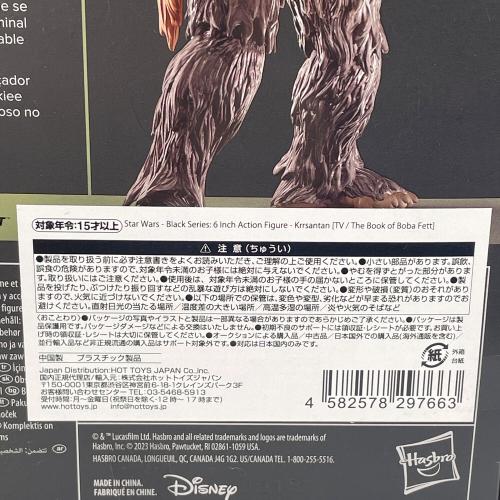 e se
minal
able
cador
kiee
oso no
対象年令:15才以上 Star Wars - Black Series: 6 Inch Action Figure - Krrsantan [TV / The Book of Boba Fett]
⚠ 注 意(ちゅうい)
●製品を取り扱う前に必ず注意書きをよくお読みいただき、ご理解の上ご使用ください。●小さい部品があります。誤飲、
誤食の危険がありますので、対象年令未満のお子様には絶対に与えないでください。●やむを得ずとがった部分がありま
す。取り扱いにはご注意ください。●使用後は、対象年令未満のお子様の手の届かないところに保管してください。●製
品を投げたり、ぶつけたり振り回すなどの乱暴な遊び方は絶対にしないでください。●変形や破損(変質)のおそれがあり
ますので、火気に近づけないでください。●以下の場所での保管は、変色や変型、劣化などが早まる恐れがありますのでお
避けください。直射日光の当たる場所／温度差の大きい場所／高温多湿の場所／炎や火気のそばなど
(おことわり) ●パッケージの写真やイラストと製品は一部異なる場合がありますのであらかじめご了承ください。●パッケージは製
品保護用です。パッケージダメージなどによる交換はいたしません。●初期不良のサポートには領収証・レシートが必要です。お買い上
げ時の領収証・レシートは大切に保管してください。●オークションによる購入品／中古品／日本国外での購入品(海外通販を含む)/
並行輸入品など非正規流通の購入品はサポート対象外です。●日本国外でのサポートは行っておりません。
中国製 プラスチック製品
Japan Distribution:HOT TOYS JAPAN Co.,Inc.
国内正規代理店/輸入元:株式会社ホットトイズジャパン
〒150-0001東京都渋谷区神宮前6-18-1クレインズパーク3F
お客様問い合わせセンター TEL:03-5468-5913
受付時間:月～金曜日(祝祭日を除く・12時～17時まで)
www.hottoys.jp info@hottoys.jp
紙
外箱
台紙
4 582578 297663
& ™ Lucasfilm Ltd. Hasbro and all related trademarks and logos are trademarks of
Hasbro, Inc. © 2023 Hasbro, Pawtucket, RI 02861-1059 USA.
HASBRO CANADA, LONGUEUIL, QC, CANADA J4G 1G2. US/CANADA TEL. 1-800-255-5516.
MADE IN CHINA.
FABRIQUÉ EN CHINE.
Disney
Hasbro